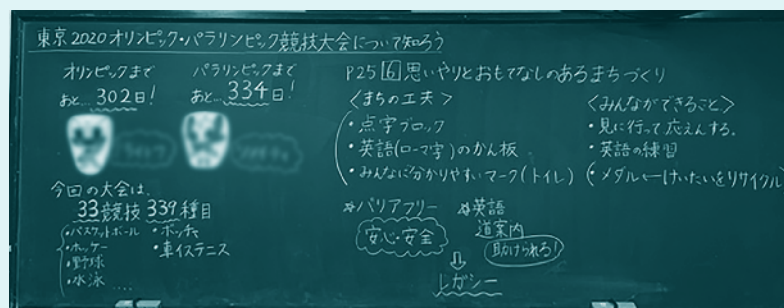 東京2020オリンピック・パラリンピック競技大会について知ろう
オリンピックまで
あと…302日!
パラリンピックまで
あと…334日!
今回の大会は、
33競技 339種目
・バスケットボール
・ホッケー
・野球
・水泳 ....
・ボッチャ
・車イステニス
P25 6 思いやりとおもてなしのあるまちづくり
<まちの工夫>
・点字ブロック
・英語(ローマ字)のかん板
・みんなに分かりやすいマーク(トイレ)
<みんなができること>
・見に行って応えんする。
・英語の練習
・メダル←けいたいをリサイクル
☆バリアフリー
安心・安全
☆英語
道案内
助けられる!
⇩
レガシー